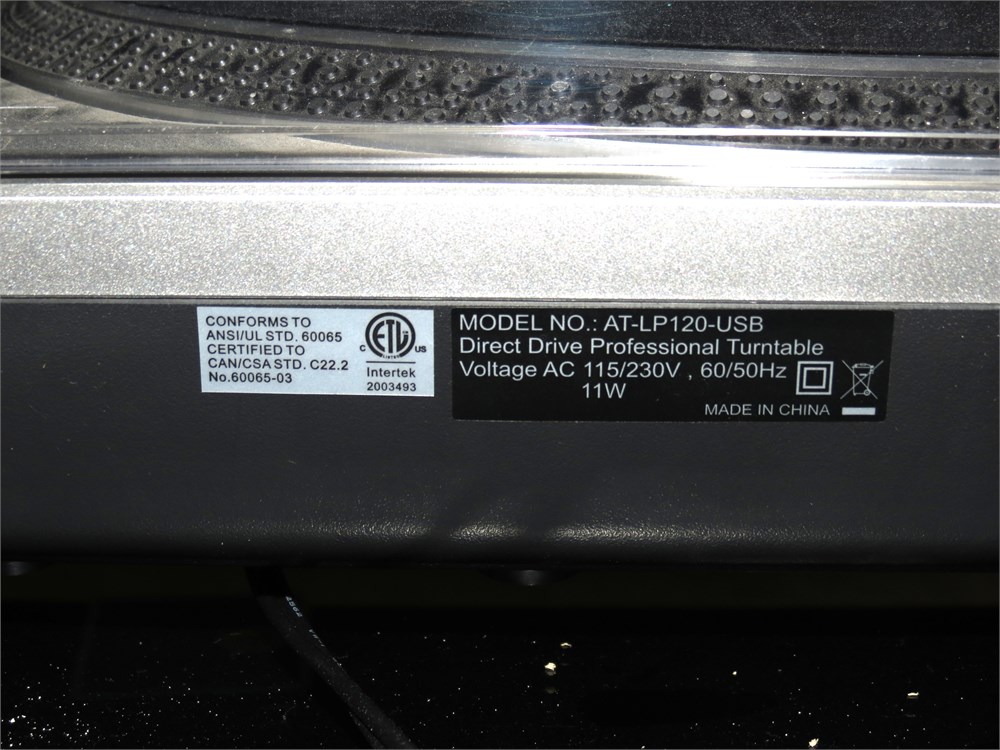 CONFORMS TO
ANSI/UL STD. 60065
CERTIFIED TO
CAN/CSA STD. C22.2
No.60065-03
ETL
LISTED
C US
Intertek
2003493
MODEL NO.: AT-LP120-USB
Direct Drive Professional Turntable
Voltage AC 115/230V , 60/50Hz
11W
MADE IN CHINA